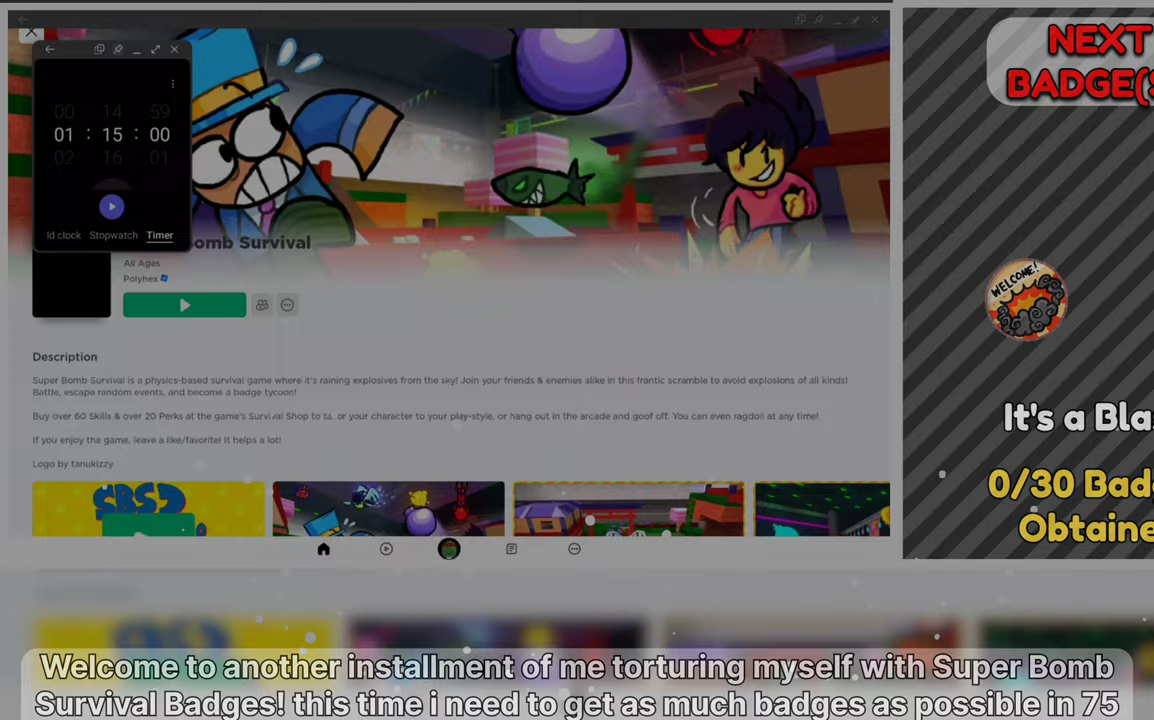 NEXT
BADGE(S
00 14 59
01 : 15 : 00
02 16 01
ld clock Stopwatch Timer
omb Survival
All Ages
Polyhex
WELCOME!
Description
Super Bomb Survival is a physics-based survival game where it's raining explosives from the sky! Join your friends & enemies alike in this frantic scramble to avoid explosions of all kinds!
Battle, escape random events, and become a badge tycoon!
Buy over 60 Skills & over 20 Perks at the game's Survival Shop to ta..or your character to your play-style, or hang out in the arcade and goof off. You can even ragdoll at any time!
If you enjoy the game, leave a like/favorite! It helps a lot!
Logo by tanukizzy
It's a Bla
0/30 Bad
Obtaine
SBS2
Welcome to another installment of me torturing myself with Super Bomb
Survival Badges! this time i need to get as much badges as possible in 75